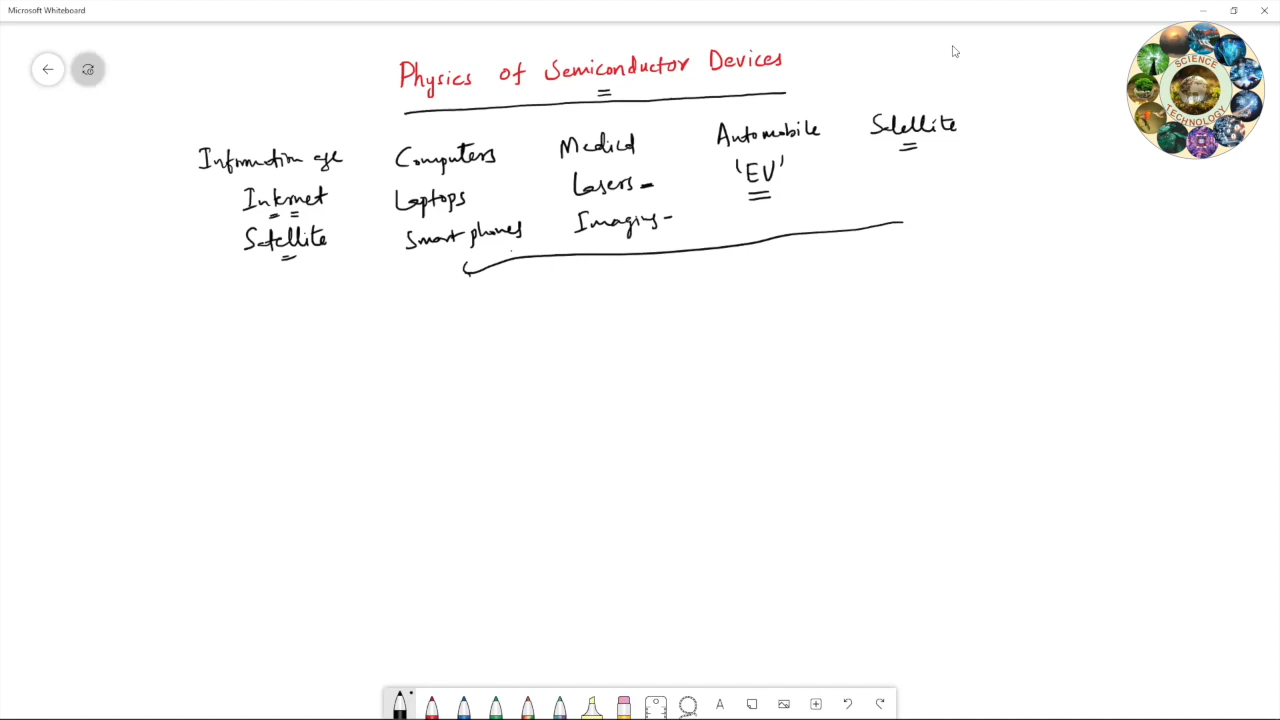 Microsoft Whiteboard
Physics of Semiconductor Devices
Information age
Internet
Satellite
Computers
Laptops
Smart phones
Medical
Lasers -
Imaging -
Automobile
'EV'
Satellite
SCIENCE
TECHNOLOGY
A